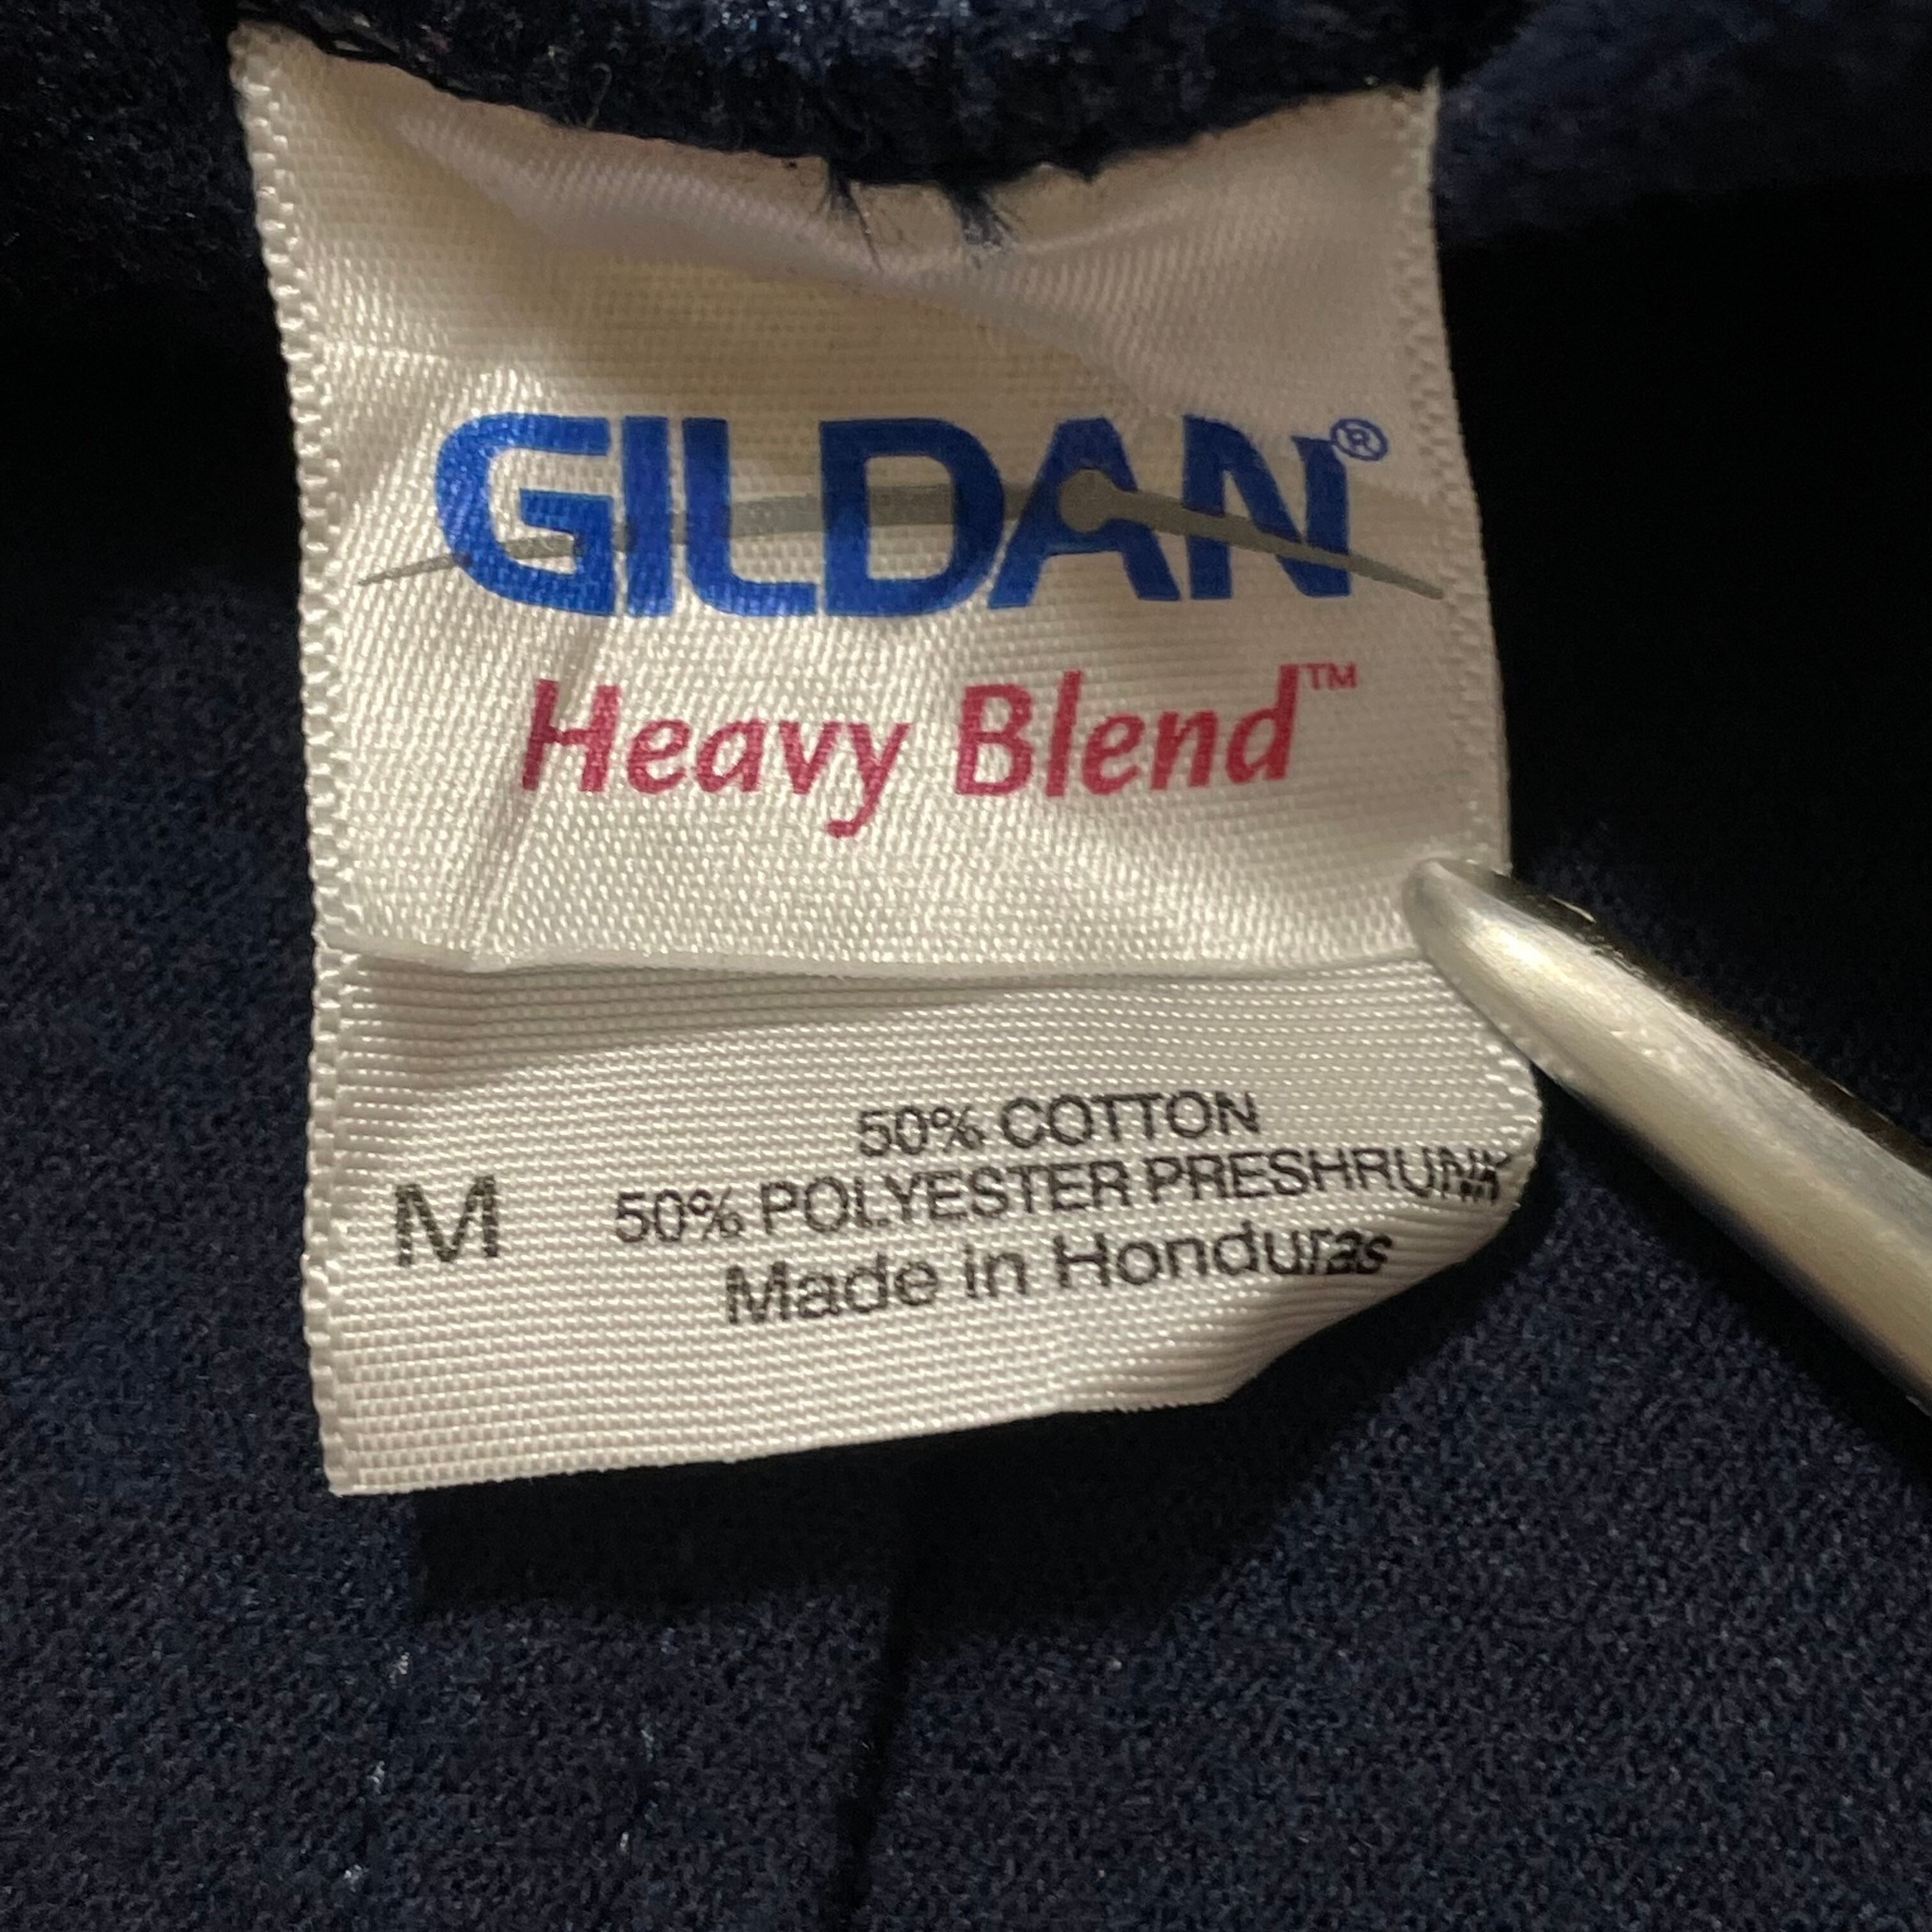 GILDAN®
Heavy Blend™
50% COTTON
50% POLYESTER PRESHRUNK
Made in Honduras
M